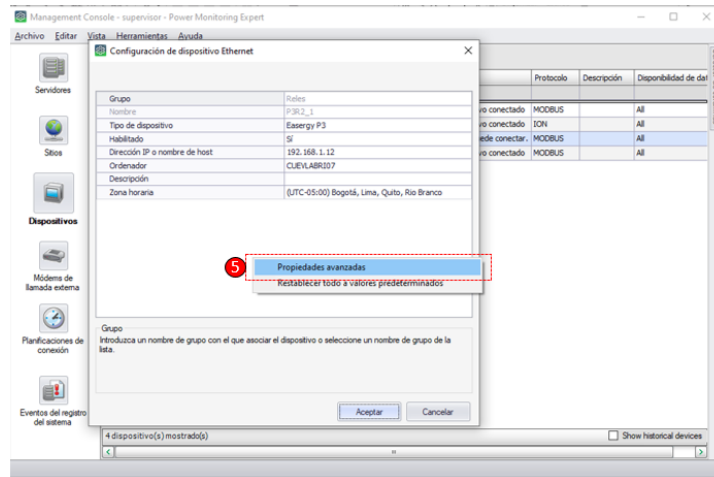 Management Console - supervisor - Power Monitoring Expert
Archivo Editar Vista Herramientas Ayuda
Configuración de dispositivo Ethernet
Servidores
Sitios
Dispositivos
Módems de
llamada externa
Planificaciones de
conexión
Eventos del registro
del sistema
Grupo Reles
Nombre P3R2_1
Tipo de dispositivo Easergy P3
Habilitado Sí
Dirección IP o nombre de host 192.168.1.12
Ordenador CUEVLABRI07
Descripción
Zona horaria (UTC-05:00) Bogotá, Lima, Quito, Rio Branco
5
Propiedades avanzadas
Restablecer todo a valores predeterminados
Grupo
Introduzca un nombre de grupo con el que asociar el dispositivo o seleccione un nombre de grupo de la
lista.
Aceptar Cancelar
Protocolo Descripción Disponibilidad de dat
vo conectado MODBUS All
vo conectado ION All
ede conectar. MODBUS All
vo conectado MODBUS All
4 dispositivo(s) mostrado(s) Show historical devices